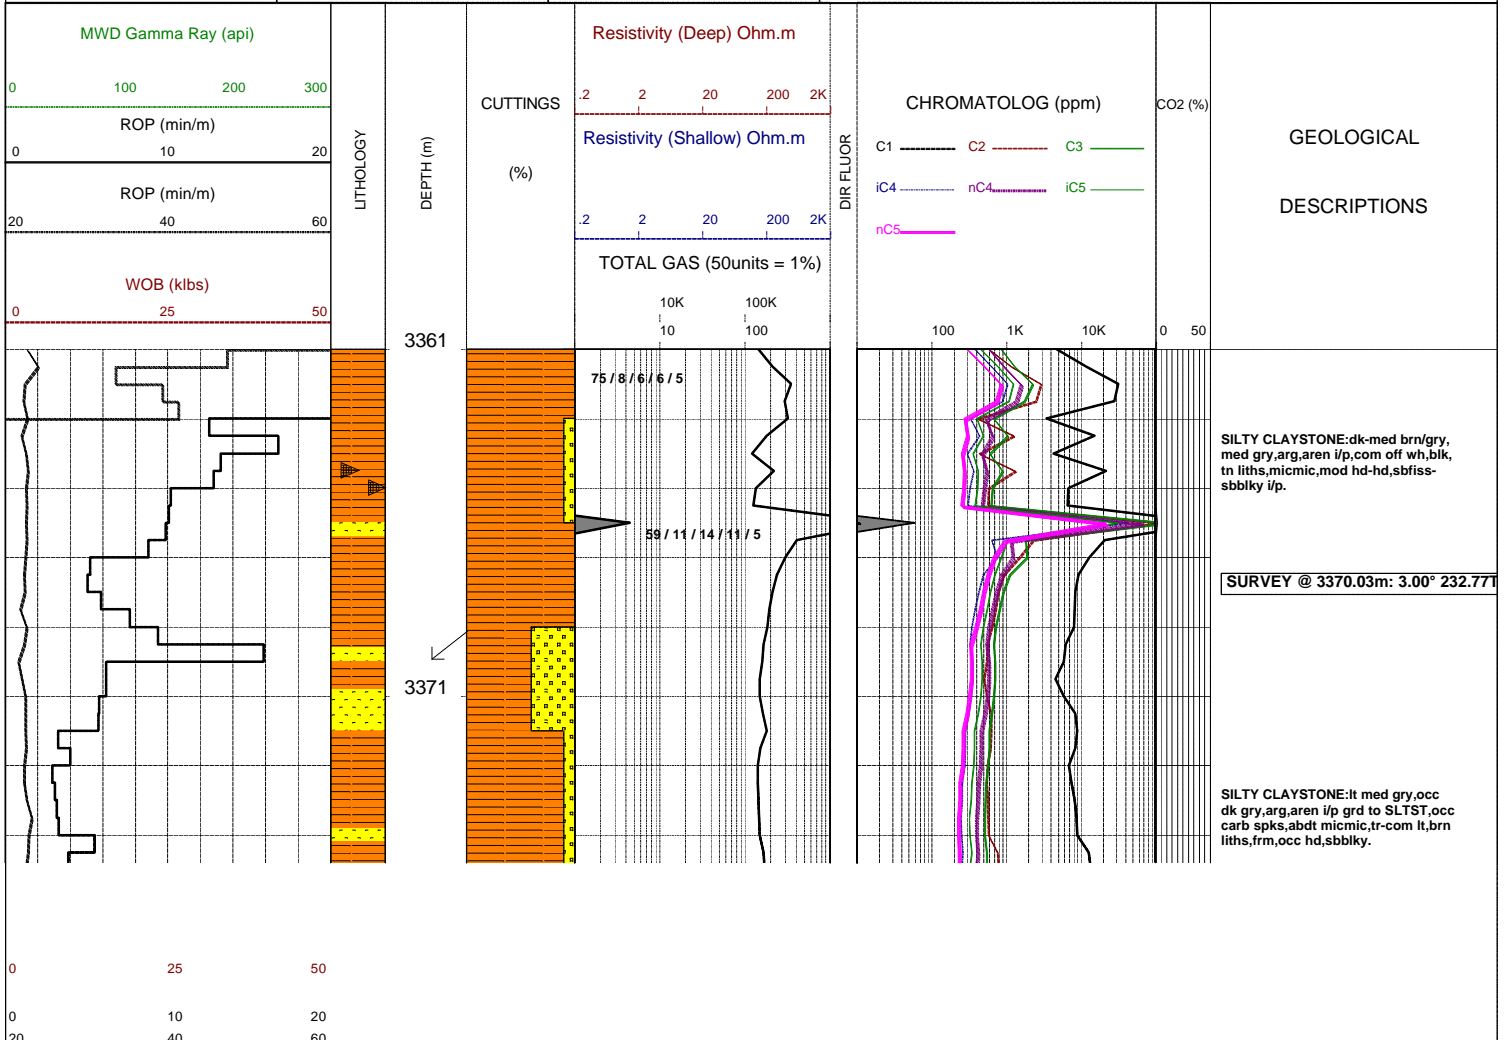 MWD Gamma Ray (api)
0 100 200 300
ROP (min/m)
0 10 20
ROP (min/m)
20 40 60
WOB (klbs)
0 25 50
LITHOLOGY
DEPTH (m)
CUTTINGS
(%)
Resistivity (Deep) Ohm.m
.2 2 20 200 2K
Resistivity (Shallow) Ohm.m
.2 2 20 200 2K
TOTAL GAS (50units = 1%)
10K 100K
10 100
DIR FLUOR
CHROMATOLOG (ppm)
C1 C2 C3
iC4 nC4 iC5
nC5
100 1K 10K
CO2 (%)
0 50
GEOLOGICAL
DESCRIPTIONS
3361
75 / 8 / 6 / 6 / 5
SILTY CLAYSTONE:dk-med brn/gry,
med gry,arg,aren i/p,com off wh,blk,
tn liths,micmic,mod hd-hd,sbfiss-
sbblky i/p.
59 / 11 / 14 / 11 / 5
SURVEY @ 3370.03m: 3.00° 232.77T
3371
SILTY CLAYSTONE:lt med gry,occ
dk gry,arg,aren i/p grd to SLTST,occ
carb spks,abdt micmic,tr-com lt,brn
liths,frm,occ hd,sbblky.
0 25 50
0 10 20
20 40 60